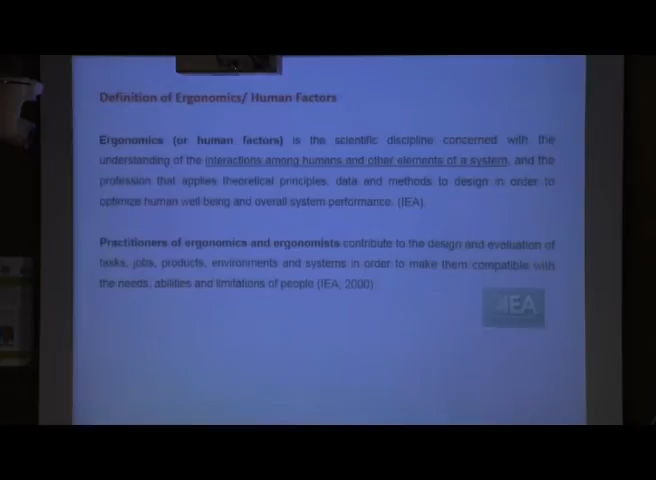 Definition of Ergonomics/ Human Factors
Ergonomics (or human factors) is the scientific discipline concerned with the
understanding of the interactions among humans and other elements of a system, and the
profession that applies theoretical principles, data and methods to design in order to
optimize human well being and overall system performance. (IEA).
Practitioners of ergonomics and ergonomists contribute to the design and evaluation of
tasks, jobs, products, environments and systems in order to make them compatible with
the needs, abilities and limitations of people (IEA, 2000)
IEA